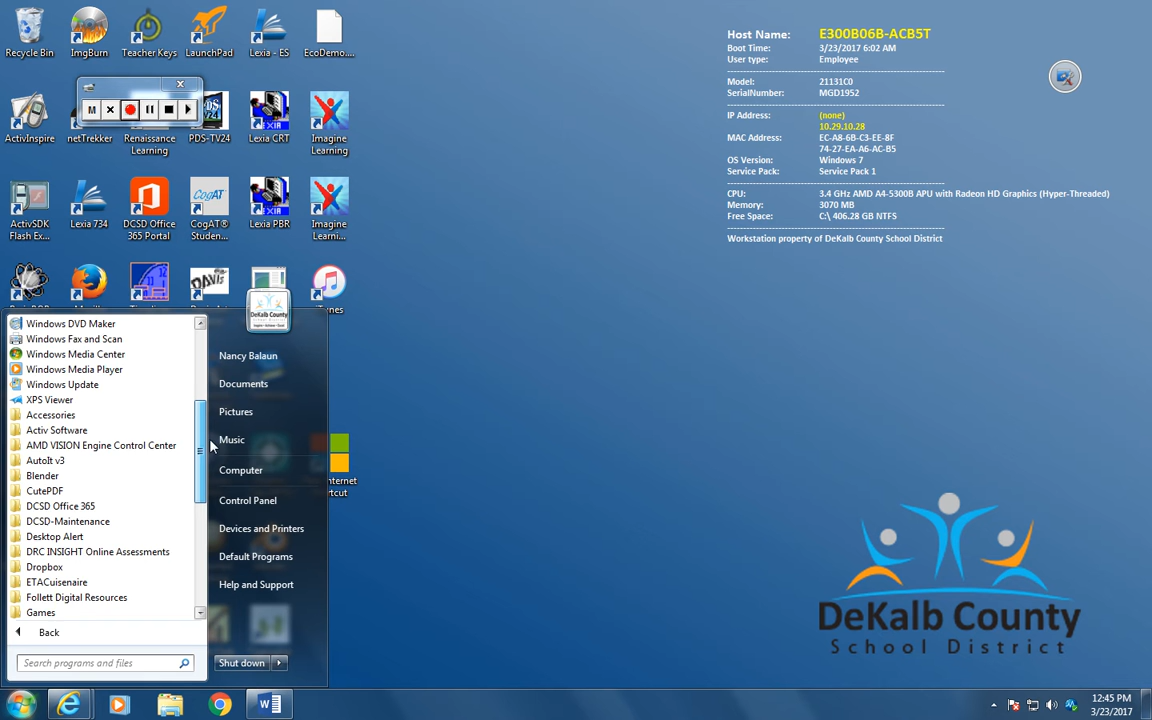 Recycle Bin
ImgBurn
Teacher Keys
LaunchPad
Lexia - ES
EcoDemo....
M
ActivInspire
netTrekker
Renaissance
Learning
PDS-TV24
Lexia CRT
Imagine
Learning
ActivSDK
Flash Ex...
Lexia 734
DCSD Office
365 Portal
CogAT
CogAT®
Studen...
Lexia PBR
Imagine
Learni...
iTunes
Host Name: E300B06B-ACB5T
Boot Time: 3/23/2017 6:02 AM
User type: Employee
Model: 21131C0
SerialNumber: MGD1952
IP Address: (none)
10.29.10.28
MAC Address: EC-A8-6B-C3-EE-8F
74-27-EA-A6-AC-B5
OS Version: Windows 7
Service Pack: Service Pack 1
CPU: 3.4 GHz AMD A4-5300B APU with Radeon HD Graphics (Hyper-Threaded)
Memory: 3070 MB
Free Space: C:\ 406.28 GB NTFS
Workstation property of DeKalb County School District
Windows DVD Maker
Windows Fax and Scan
Windows Media Center
Windows Media Player
Windows Update
XPS Viewer
Accessories
Activ Software
AMD VISION Engine Control Center
AutoIt v3
Blender
CutePDF
DCSD Office 365
DCSD-Maintenance
Desktop Alert
DRC INSIGHT Online Assessments
Dropbox
ETACuisenaire
Follett Digital Resources
Games
Back
Search programs and files
DeKalb County
School District
Nancy Balaun
Documents
Pictures
Music
Computer
Control Panel
Devices and Printers
Default Programs
Help and Support
Shut down
DeKalb County
School District
12:45 PM
3/23/2017